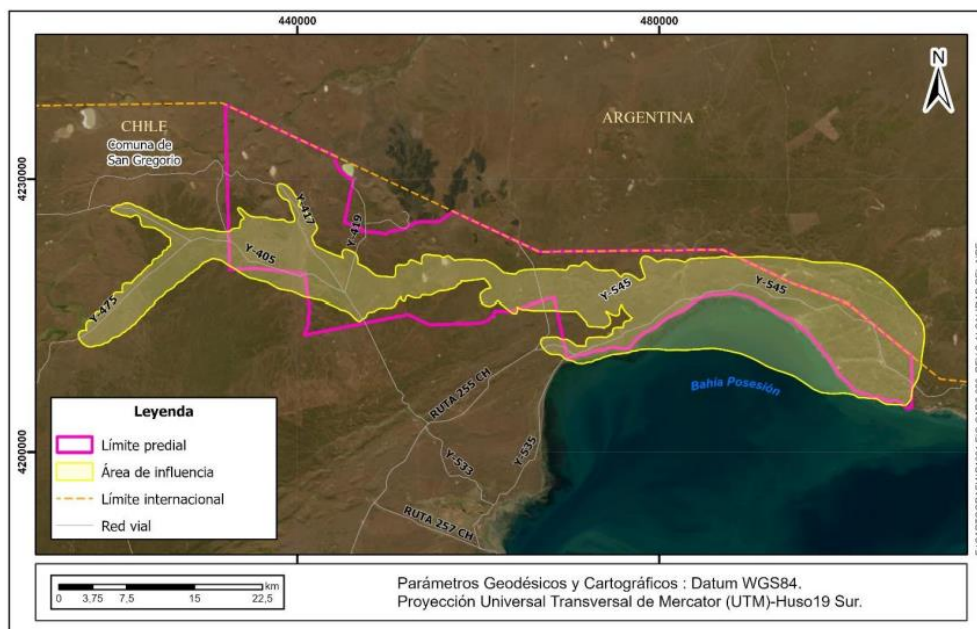 440000
480000
N
CHILE
Comuna de
San Gregorio
ARGENTINA
4230000
4230000
Y-417
Y-419
Y-405
Y-475
Y-545
Y-545
Bahía Posesión
RUTA 255 CH
Y-535
Y-533
RUTA 257 CH
4200000
Leyenda
Límite predial
Área de influencia
Límite internacional
Red vial
km
0 3,75 7,5 15 22,5
Parámetros Geodésicos y Cartográficos : Datum WGS84.
Proyección Universal Transversal de Mercator (UTM)-Huso19 Sur.